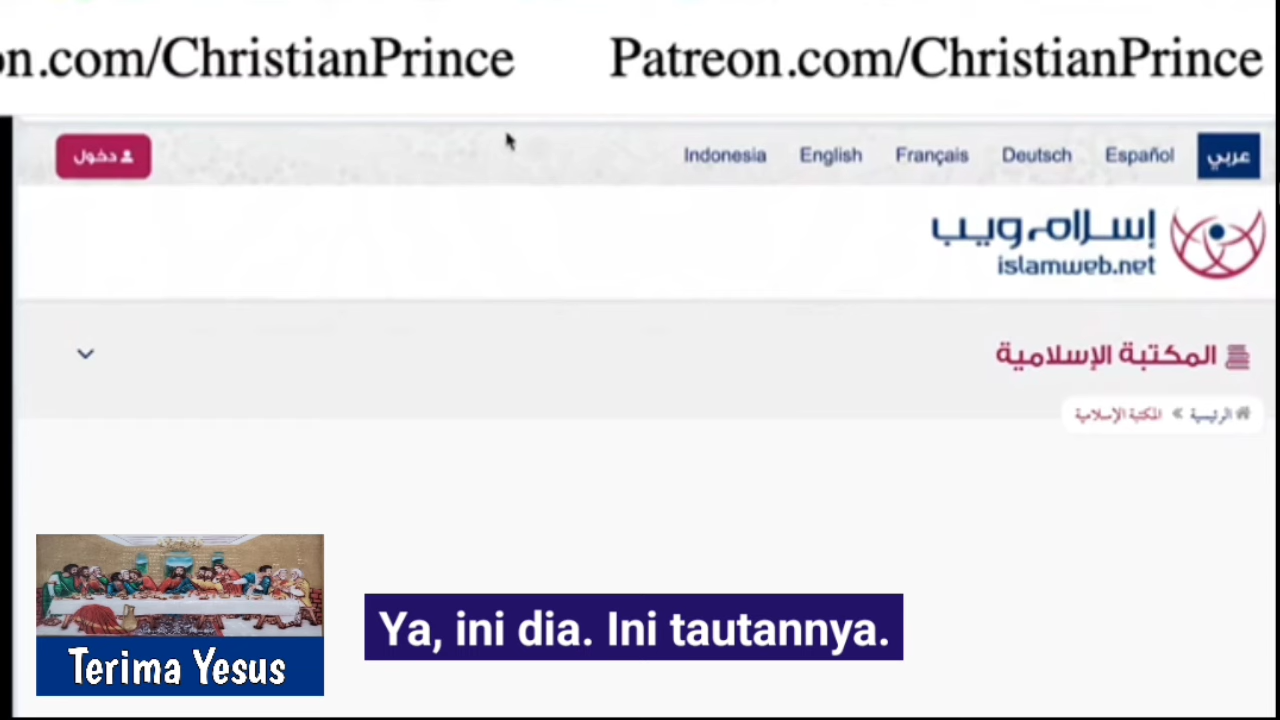 on.com/ChristianPrince Patreon.com/ChristianPrince
دخول Indonesia English Français Deutsch Español عربي
إسلام ويب
islamweb.net
المكتبة الإسلامية
الرئيسية » المكتبة الإسلامية
Ya, ini dia. Ini tautannya.
Terima Yesus